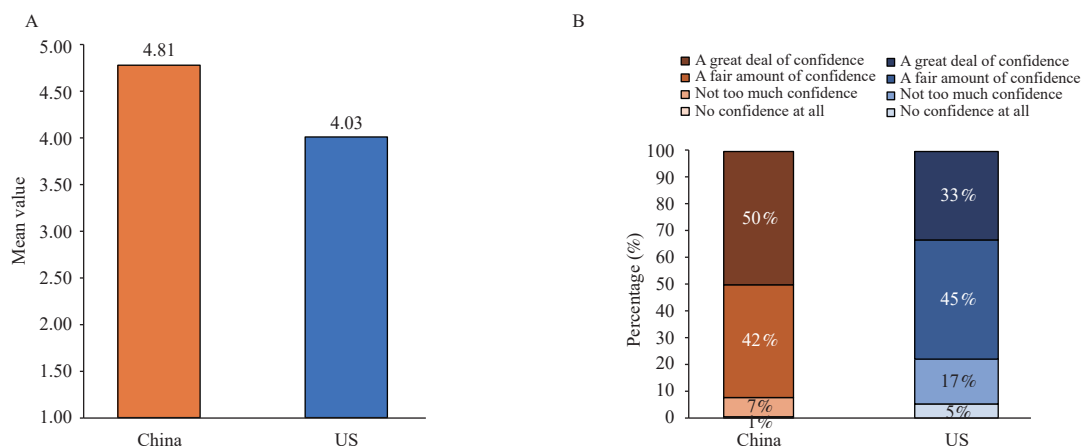 A
Mean value
5.00
4.50
4.00
3.50
3.00
2.50
2.00
1.50
1.00
4.81
4.03
China
US
B
A great deal of confidence
A fair amount of confidence
Not too much confidence
No confidence at all
A great deal of confidence
A fair amount of confidence
Not too much confidence
No confidence at all
Percentage (%)
100
90
80
70
60
50
40
30
20
10
0
50%
42%
7%
1%
33%
45%
17%
5%
China
US